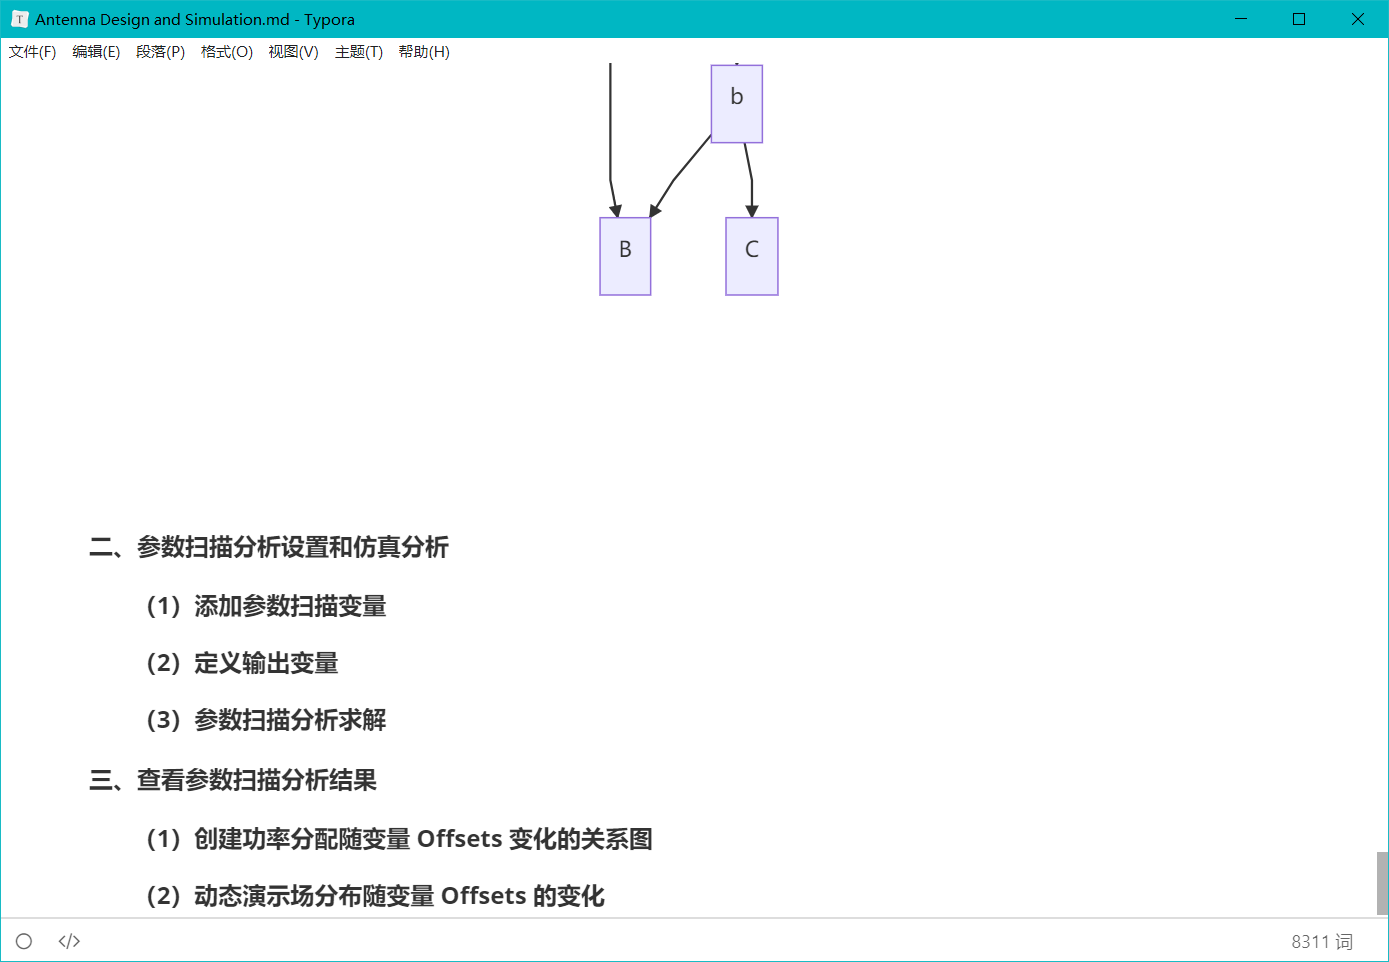 Antenna Design and Simulation.md - Typora
文件(F) 编辑(E) 段落(P) 格式(O) 视图(V) 主题(T) 帮助(H)
b
B C
二、参数扫描分析设置和仿真分析
（1）添加参数扫描变量
（2）定义输出变量
（3）参数扫描分析求解
三、查看参数扫描分析结果
（1）创建功率分配随变量 Offsets 变化的关系图
（2）动态演示场分布随变量 Offsets 的变化
8311 词